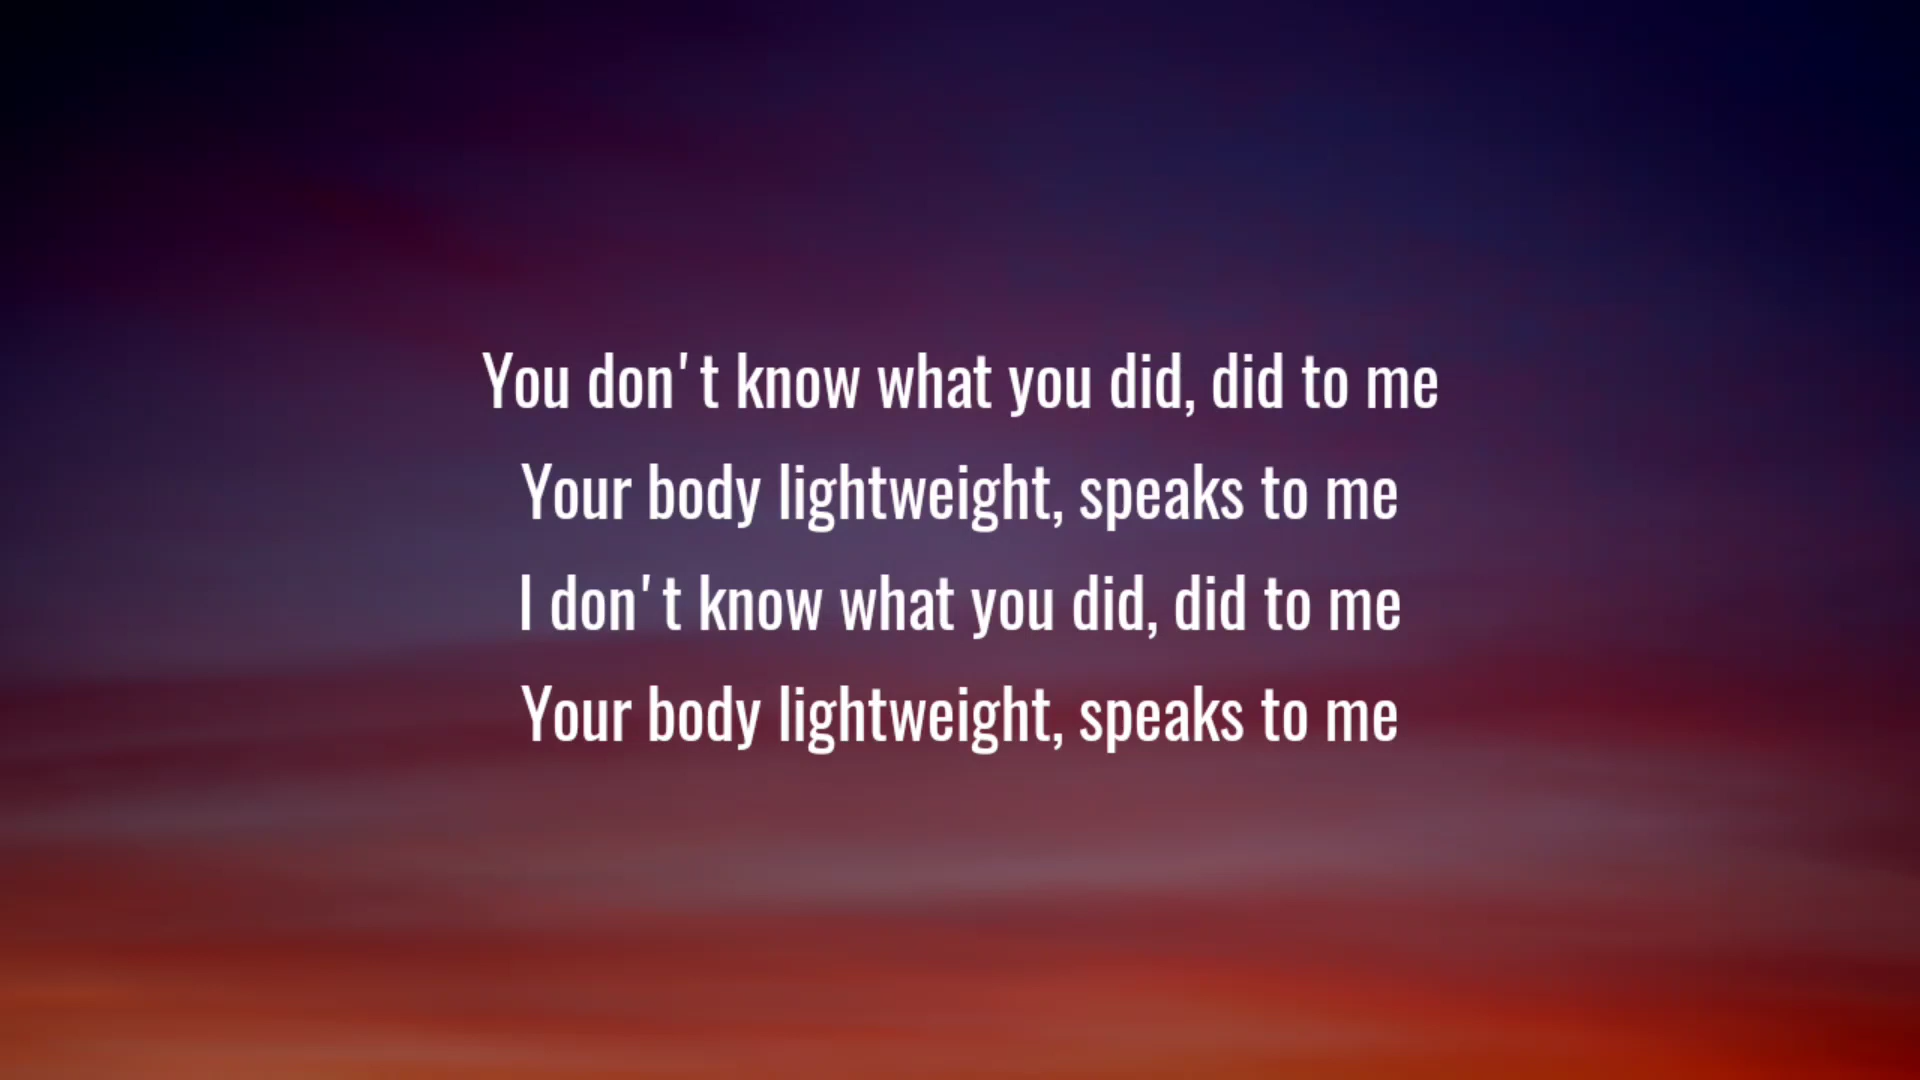 You don't know what you did, did to me
Your body lightweight, speaks to me
I don't know what you did, did to me
Your body lightweight, speaks to me